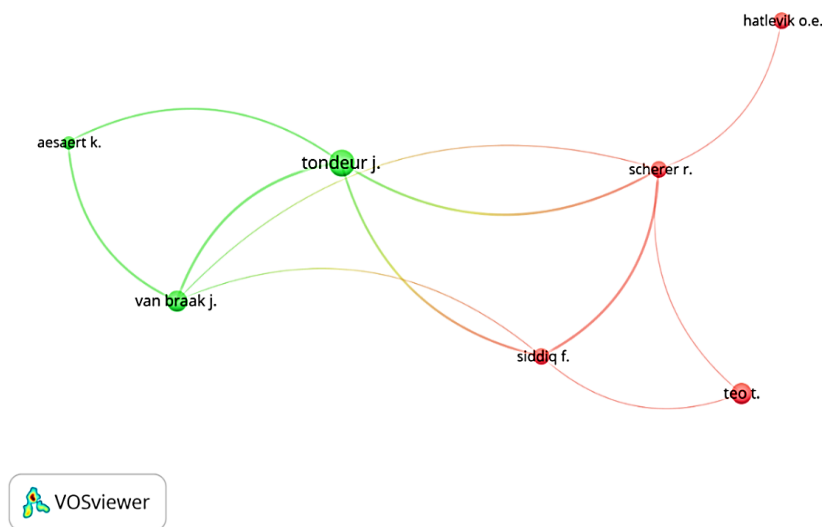 hatlevik o.e.
aesaert k.
tondeur j.
scherer r.
van braak j.
siddiq f.
teo t.
VOSviewer